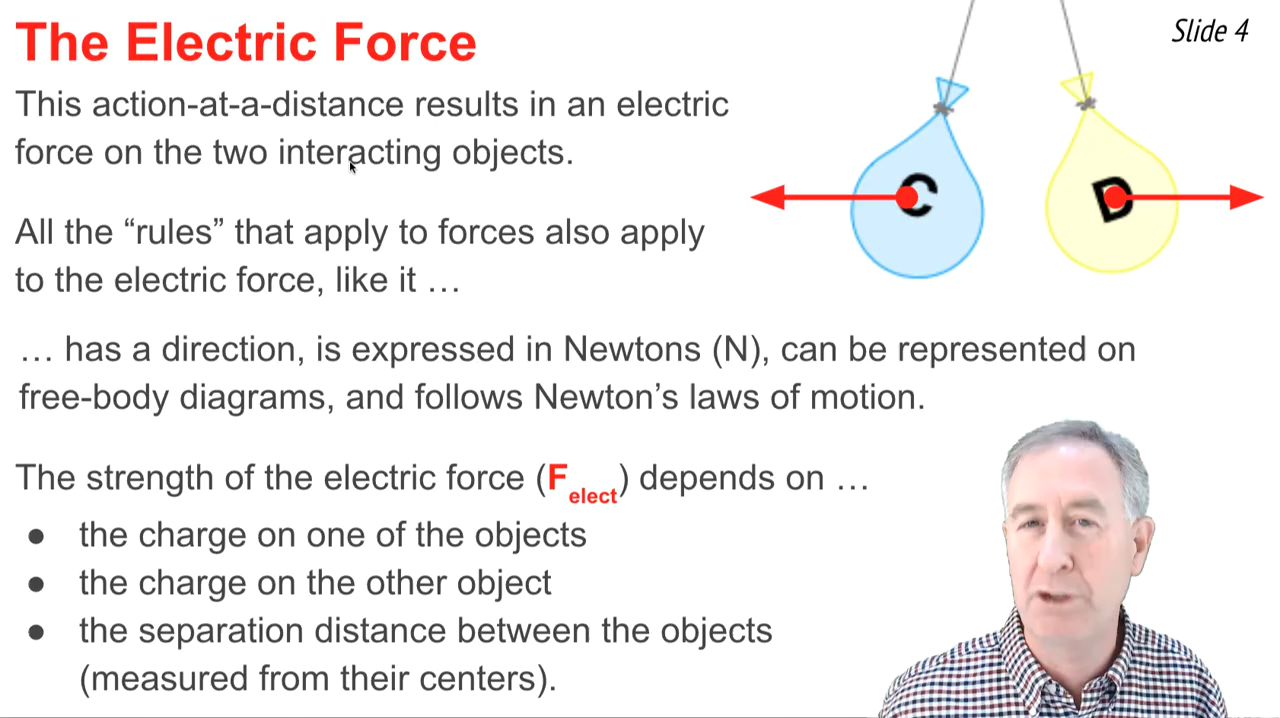 The Electric Force
Slide 4
This action-at-a-distance results in an electric
force on the two interacting objects.
C
D
All the “rules” that apply to forces also apply
to the electric force, like it …
… has a direction, is expressed in Newtons (N), can be represented on
free-body diagrams, and follows Newton’s laws of motion.
The strength of the electric force (Felect) depends on …
● the charge on one of the objects
● the charge on the other object
● the separation distance between the objects
(measured from their centers).